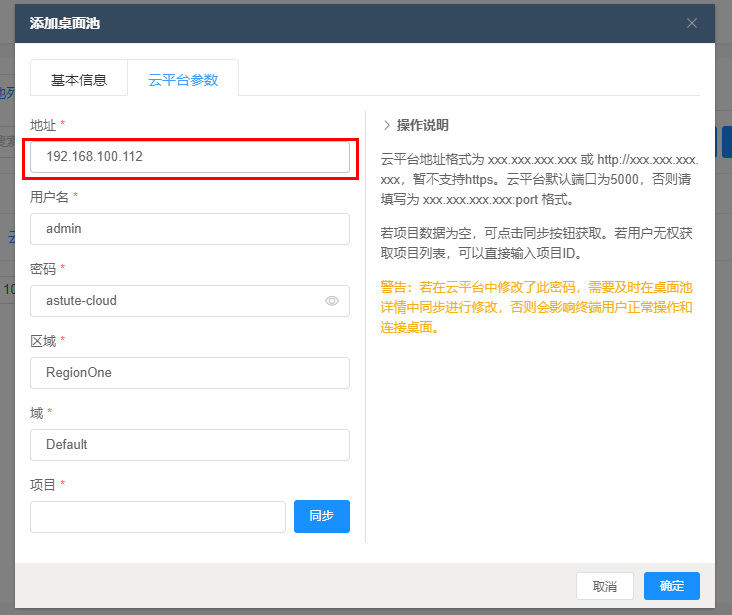 添加桌面池
基本信息
云平台参数
地址 *
192.168.100.112
用户名 *
admin
密码 *
astute-cloud
区域 *
RegionOne
域 *
Default
项目 *
同步
操作说明
云平台地址格式为 xxx.xxx.xxx.xxx 或 http://xxx.xxx.xxx.
xxx，暂不支持https。云平台默认端口为5000，否则请
填写为 xxx.xxx.xxx.xxx:port 格式。
若项目数据为空，可点击同步按钮获取。若用户无权获
取项目列表，可以直接输入项目ID。
警告：若在云平台中修改了此密码，需要及时在桌面池
详情中同步进行修改，否则会影响终端用户正常操作和
连接桌面。
取消
确定